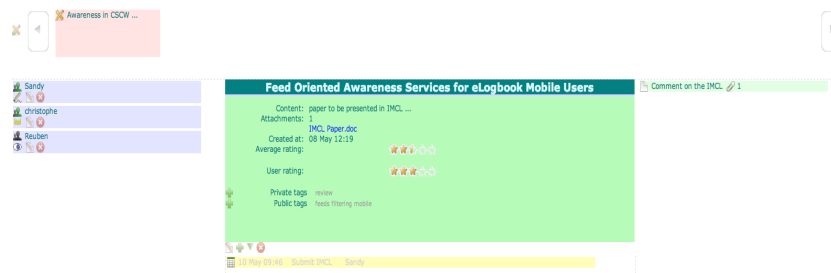 Awareness in CSCW ...
Sandy
christophe
Reuben
Feed Oriented Awareness Services for eLogbook Mobile Users
Content: paper to be presented in IMCL ...
Attachments: 1
IMCL Paper.doc
Created at: 08 May 12:19
Average rating:
User rating:
Private tags review
Public tags feeds filtering mobile
10 May 09:46 Submit IMCL Sandy
Comment on the IMCL 1